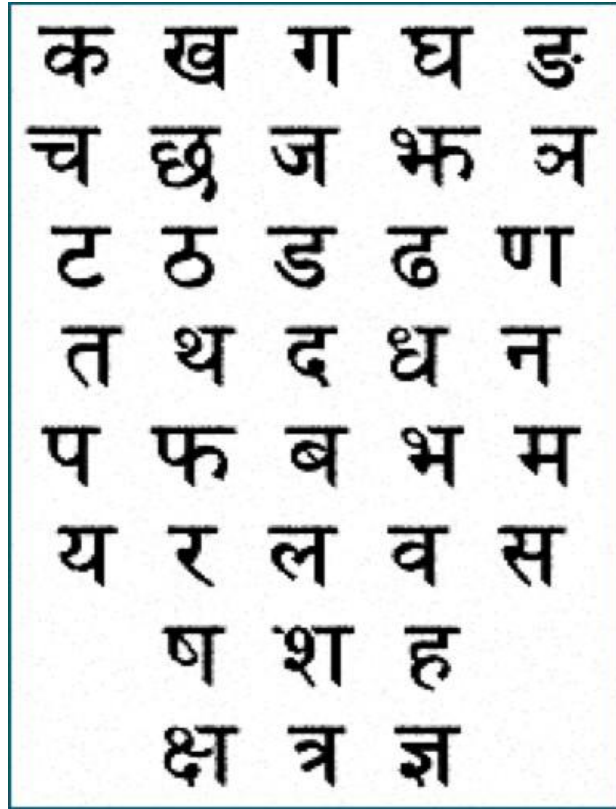 क ख ग घ ङ
च छ ज झ ञ
ट ठ ड ढ ण
त थ द ध न
प फ ब भ म
य र ल व स
ष श ह
क्ष त्र ज्ञ